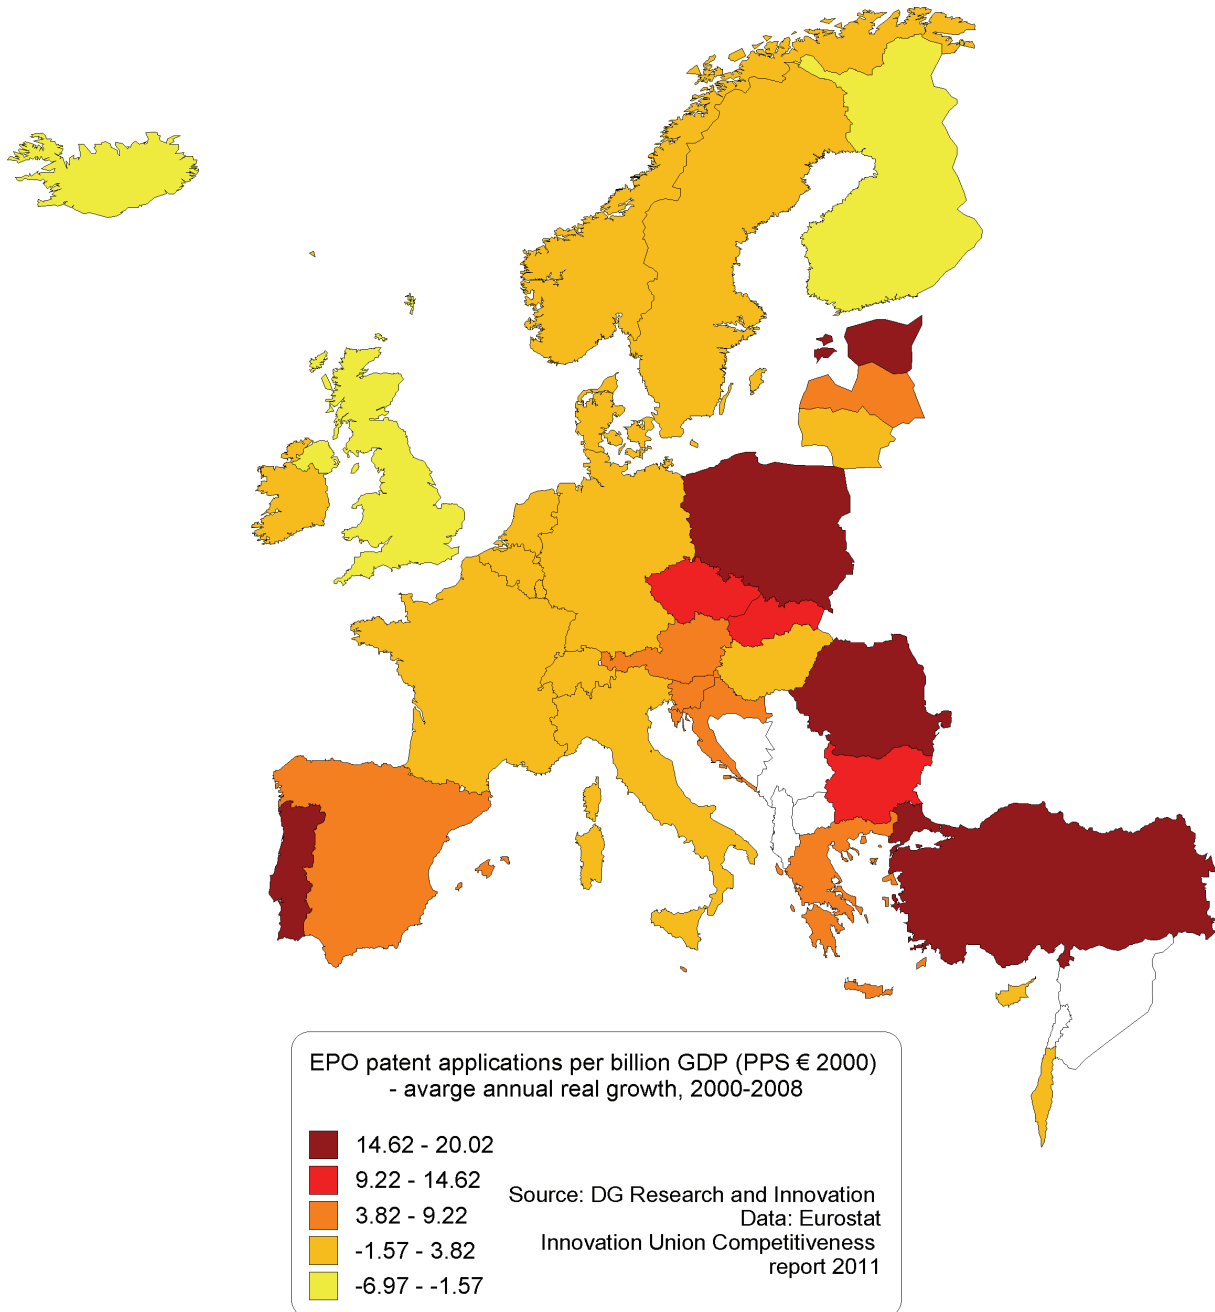 EPO patent applications per billion GDP (PPS € 2000)
- avarge annual real growth, 2000-2008
14.62 - 20.02
9.22 - 14.62
3.82 - 9.22
-1.57 - 3.82
-6.97 - -1.57
Source: DG Research and Innovation
Data: Eurostat
Innovation Union Competitiveness
report 2011